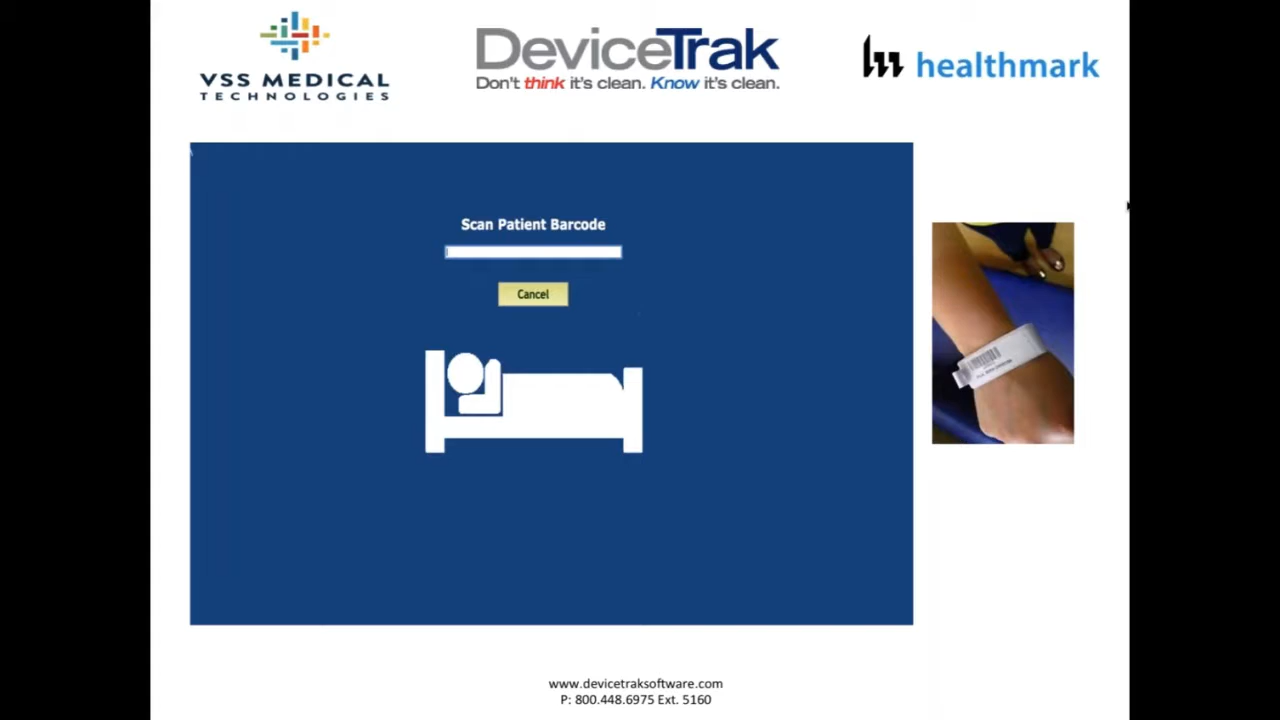 VSS MEDICAL
TECHNOLOGIES
DeviceTrak
Don't think it's clean. Know it's clean.
healthmark
Scan Patient Barcode
Cancel
www.devicetraksoftware.com
P: 800.448.6975 Ext. 5160